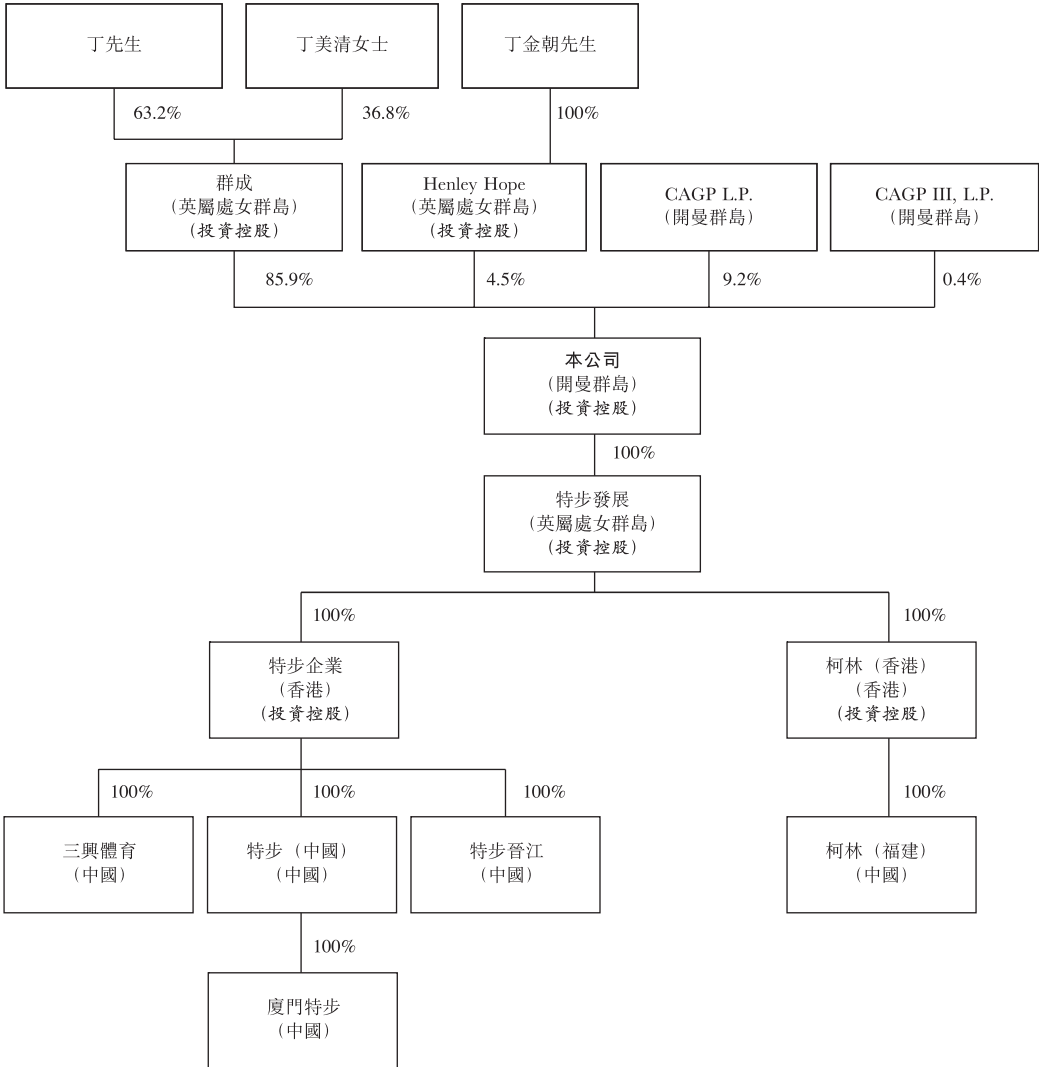 丁先生
丁美清女士
丁金朝先生
63.2%
36.8%
100%
群成
(英屬處女群島)
(投資控股)
Henley Hope
(英屬處女群島)
(投資控股)
CAGP L.P.
(開曼群島)
CAGP III, L.P.
(開曼群島)
85.9%
4.5%
9.2%
0.4%
本公司
(開曼群島)
(投資控股)
100%
特步發展
(英屬處女群島)
(投資控股)
100%
100%
特步企業
(香港)
(投資控股)
柯林(香港)
(香港)
(投資控股)
100%
100%
100%
100%
三興體育
(中國)
特步(中國)
(中國)
特步晉江
(中國)
柯林(福建)
(中國)
100%
廈門特步
(中國)